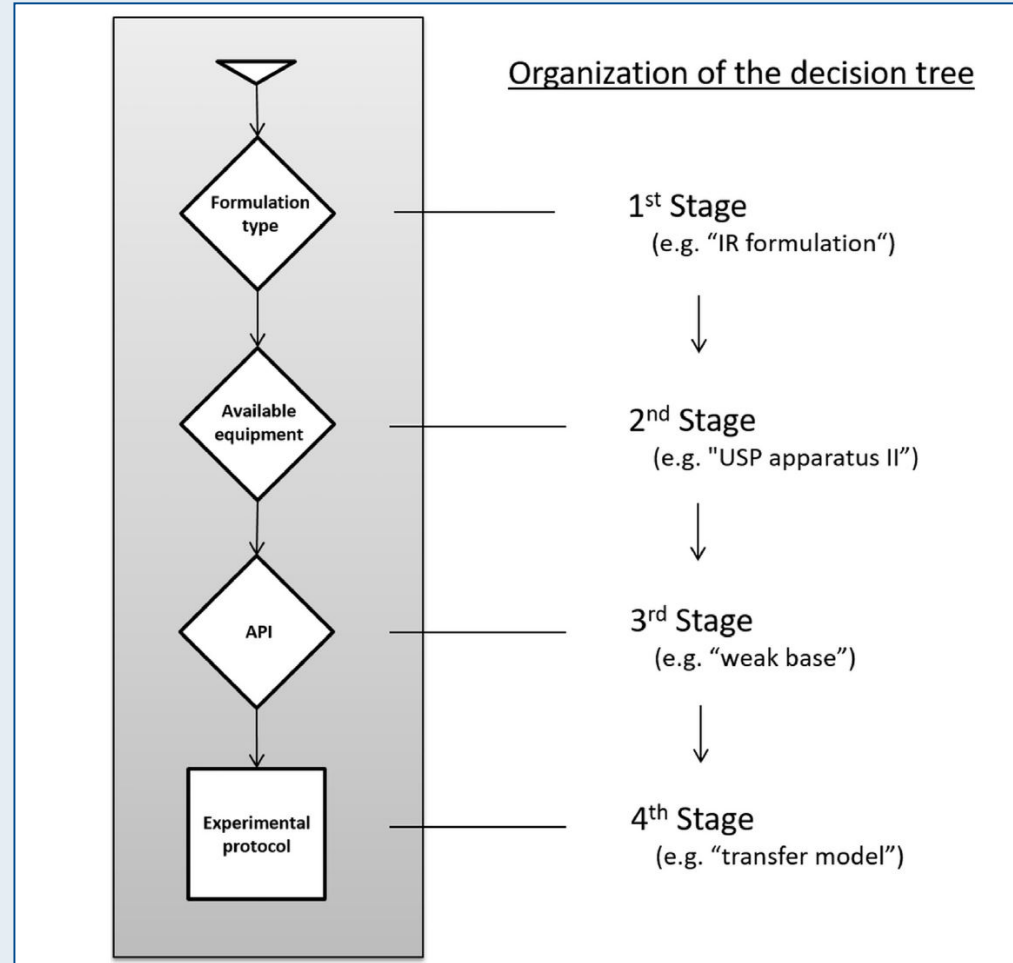 Organization of the decision tree
Formulation
type
1st Stage
(e.g. “IR formulation“)
Available
equipment
2nd Stage
(e.g. "USP apparatus II”)
API
3rd Stage
(e.g. “weak base”)
Experimental
protocol
4th Stage
(e.g. “transfer model”)